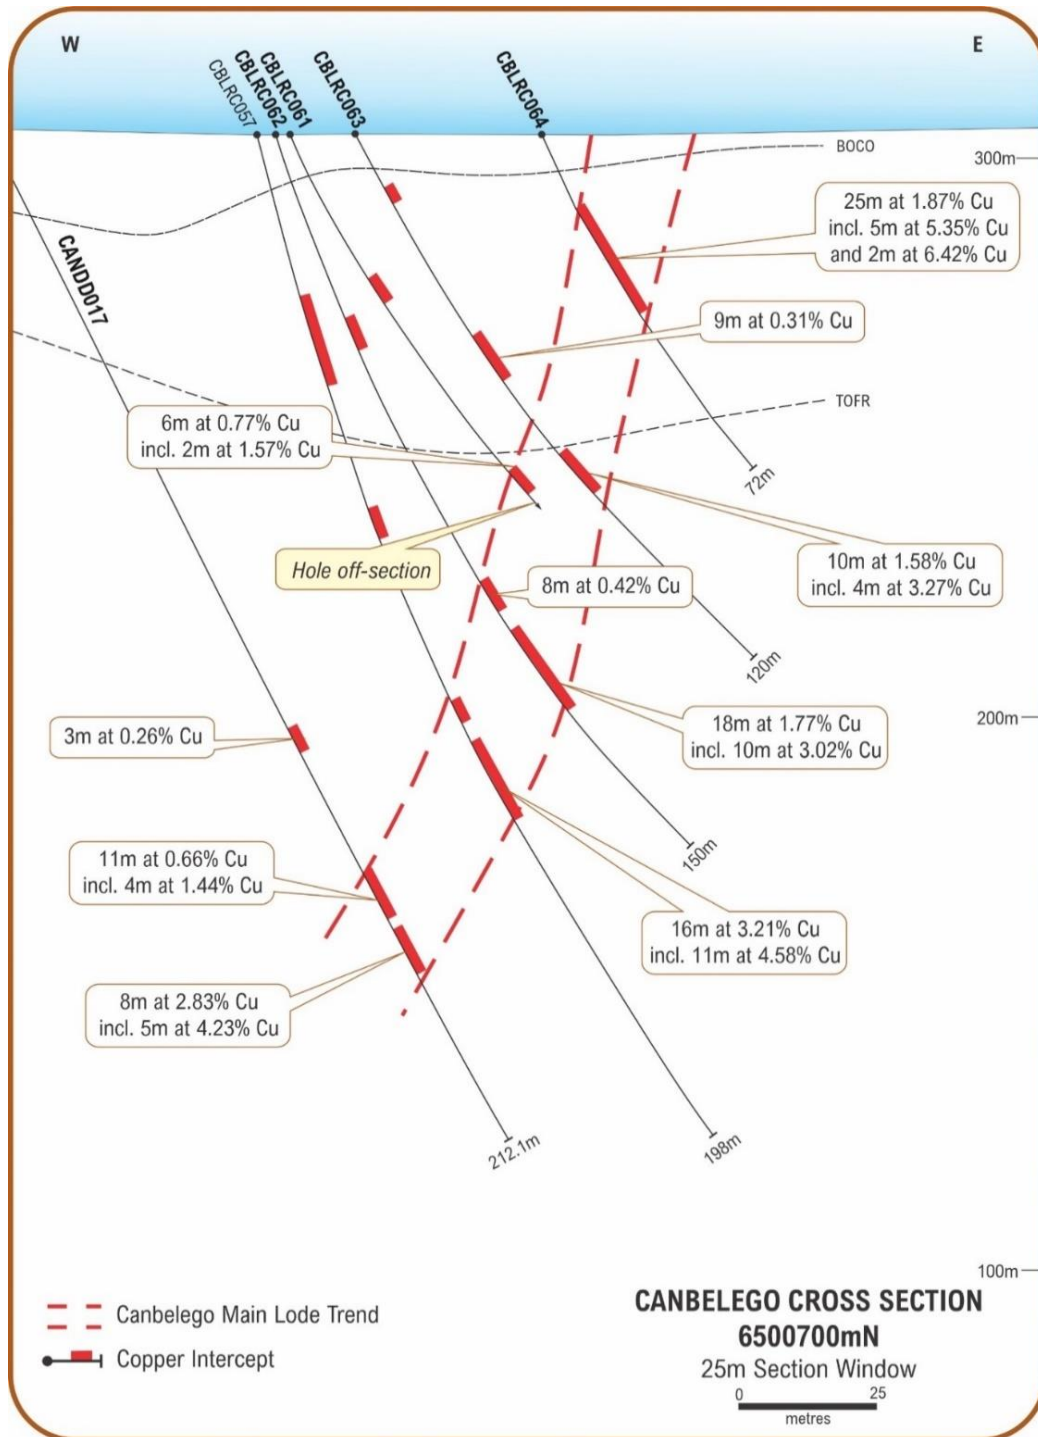 W
E
CBLRC057
CBLRC062
CBLRC061
CBLRC063
CBLRC064
BOCO
300m
CANDD017
25m at 1.87% Cu
incl. 5m at 5.35% Cu
and 2m at 6.42% Cu
9m at 0.31% Cu
TOFR
6m at 0.77% Cu
incl. 2m at 1.57% Cu
72m
Hole off-section
10m at 1.58% Cu
incl. 4m at 3.27% Cu
8m at 0.42% Cu
120m
200m
3m at 0.26% Cu
18m at 1.77% Cu
incl. 10m at 3.02% Cu
150m
11m at 0.66% Cu
incl. 4m at 1.44% Cu
16m at 3.21% Cu
incl. 11m at 4.58% Cu
8m at 2.83% Cu
incl. 5m at 4.23% Cu
212.1m
198m
100m
Canbelego Main Lode Trend
Copper Intercept
CANBELEGO CROSS SECTION
6500700mN
25m Section Window
0 25
metres